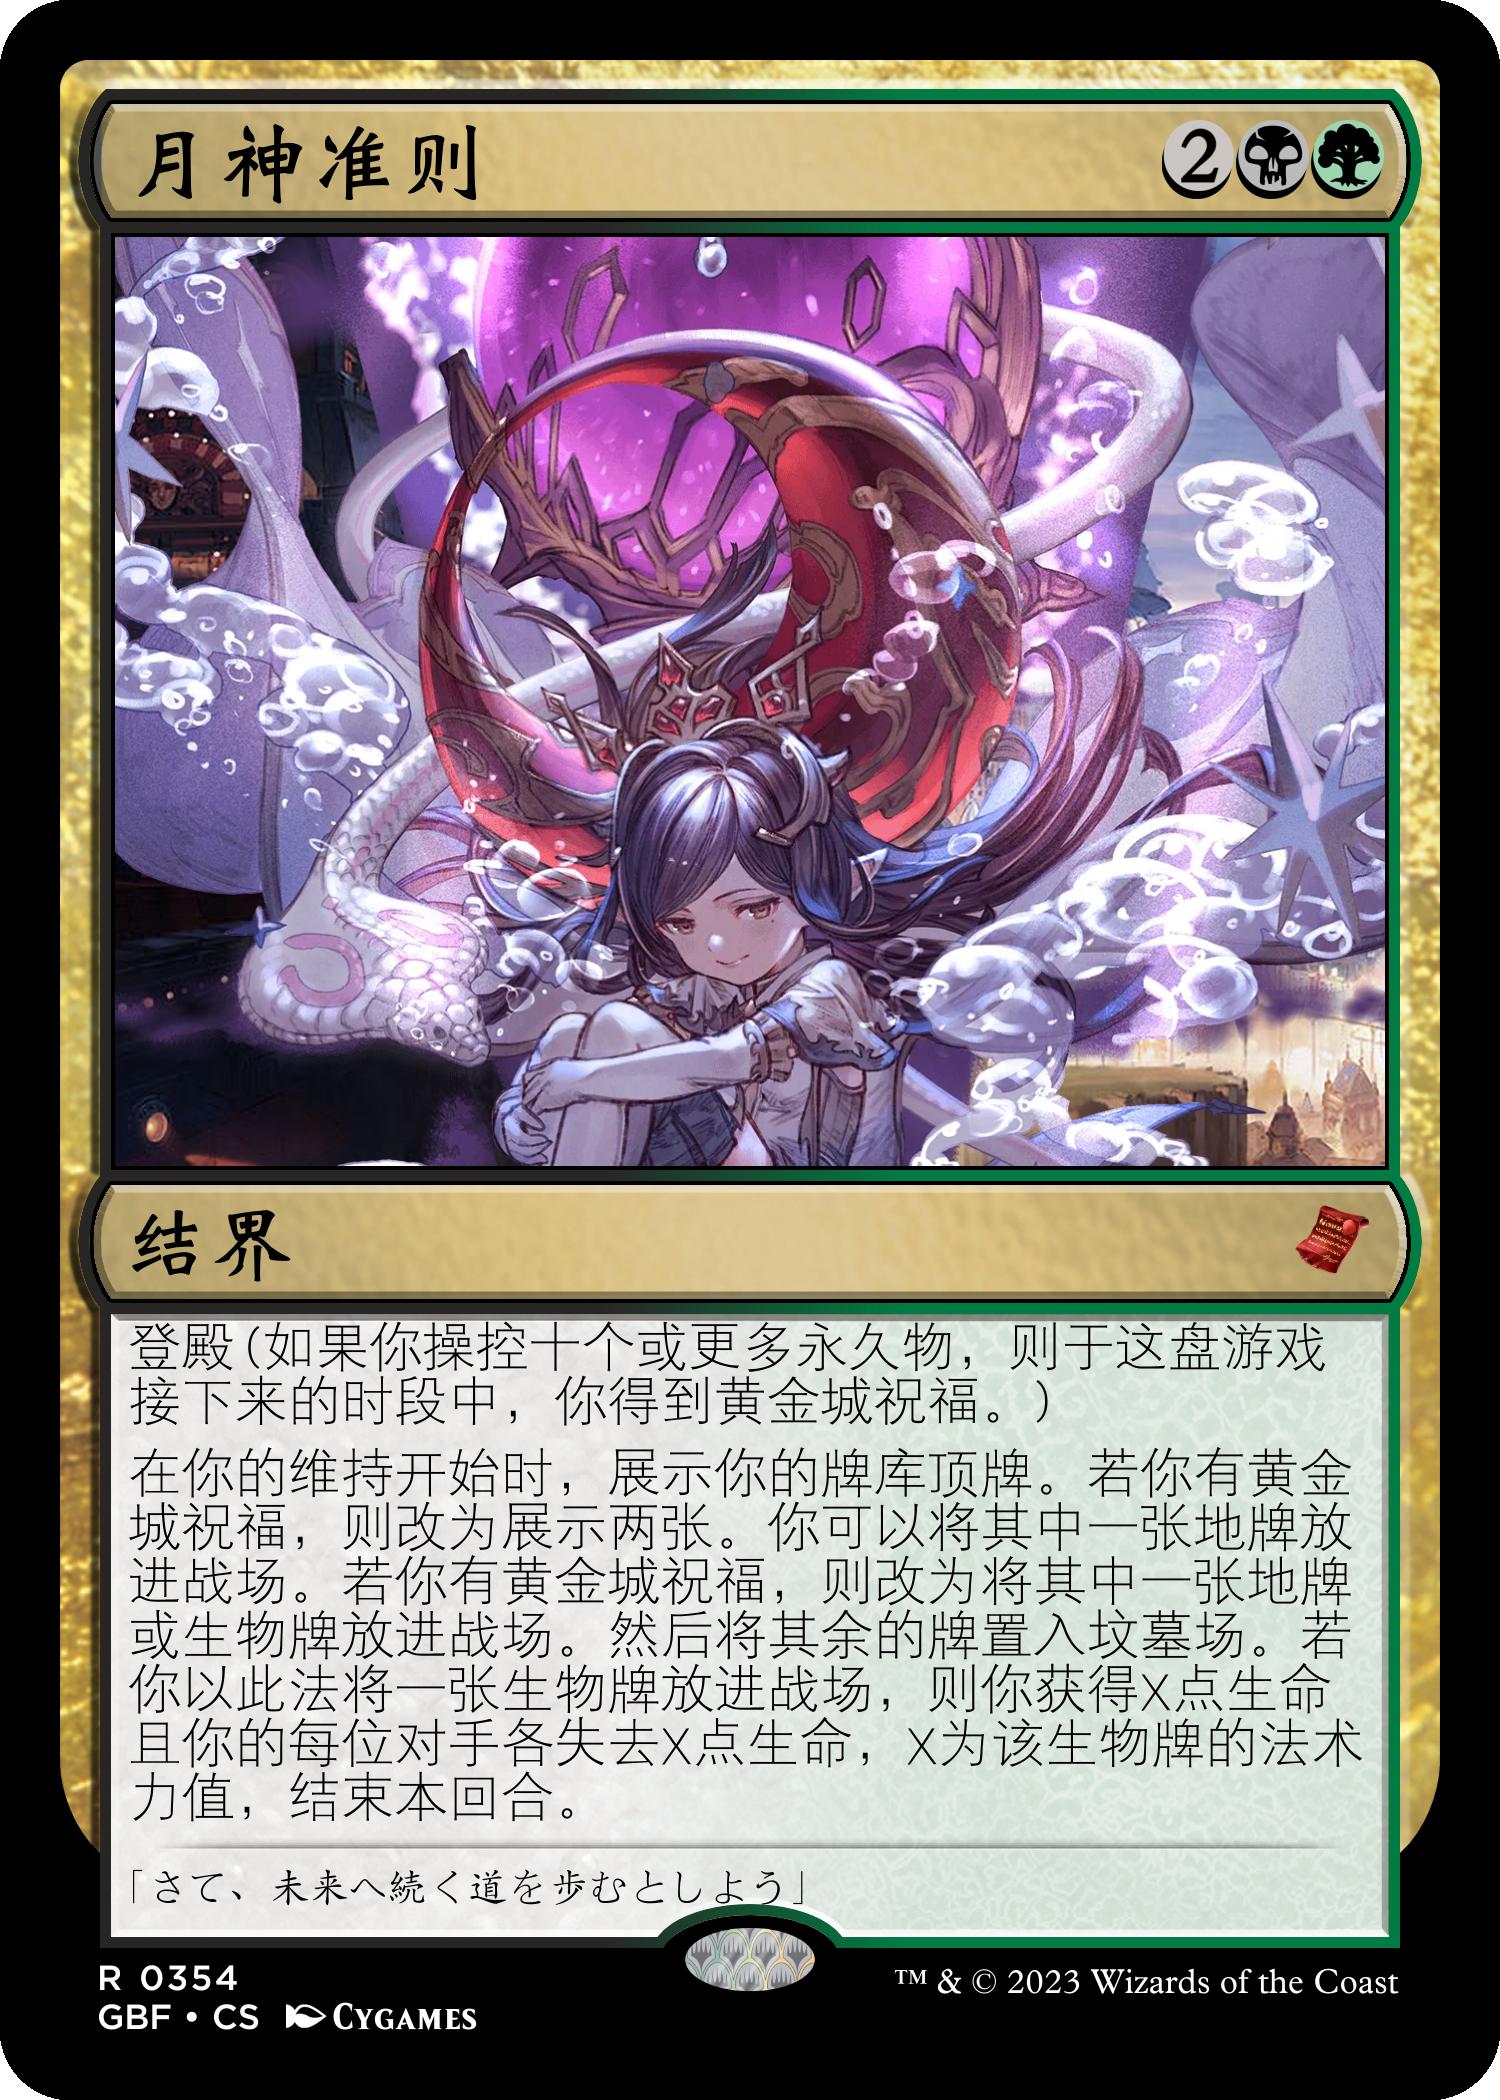 月神准则
2
结界
登殿(如果你操控十个或更多永久物，则于这盘游戏
接下来的时段中，你得到黄金城祝福。)
在你的维持开始时，展示你的牌库顶牌。若你有黄金
城祝福，则改为展示两张。你可以将其中一张地牌放
进战场。若你有黄金城祝福，则改为将其中一张地牌
或生物牌放进战场。然后将其余的牌置入坟墓场。若
你以此法将一张生物牌放进战场，则你获得X点生命
且你的每位对手各失去X点生命，X为该生物牌的法术
力值，结束本回合。
「さて、未来へ続く道を歩むとしよう」
R 0354
GBF • CS CYGAMES
™ & © 2023 Wizards of the Coast